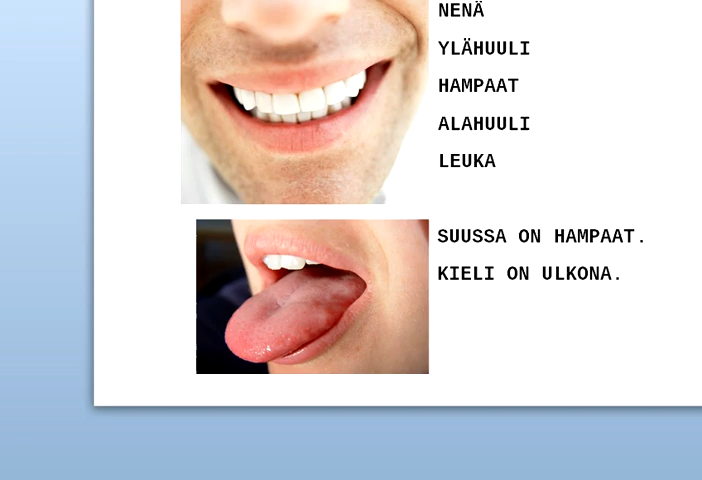 NENÄ
YLÄHUULI
HAMPAAT
ALAHUULI
LEUKA
SUUSSA ON HAMPAAT.
KIELI ON ULKONA.